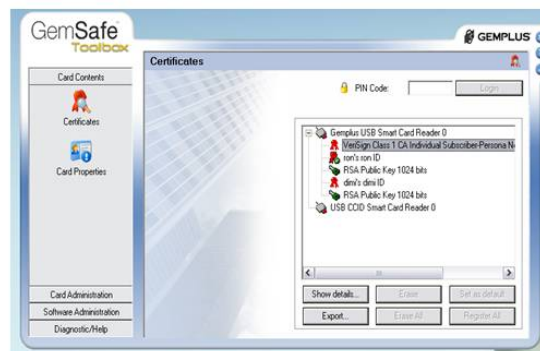 GemSafe
Toolbox
GEMPLUS
Card Contents
Certificates
Card Properties
Card Administration
Software Administration
Diagnostic/Help
Certificates
PIN Code:
Login
Gemplus USB Smart Card Reader 0
VeriSign Class 1 CA Individual Subscriber-Persona N
ron's ron ID
RSA Public Key 1024 bits
dimi's dimi ID
RSA Public Key 1024 bits
USB CCID Smart Card Reader 0
Show details...
Erase
Set as default
Export...
Erase All
Register All